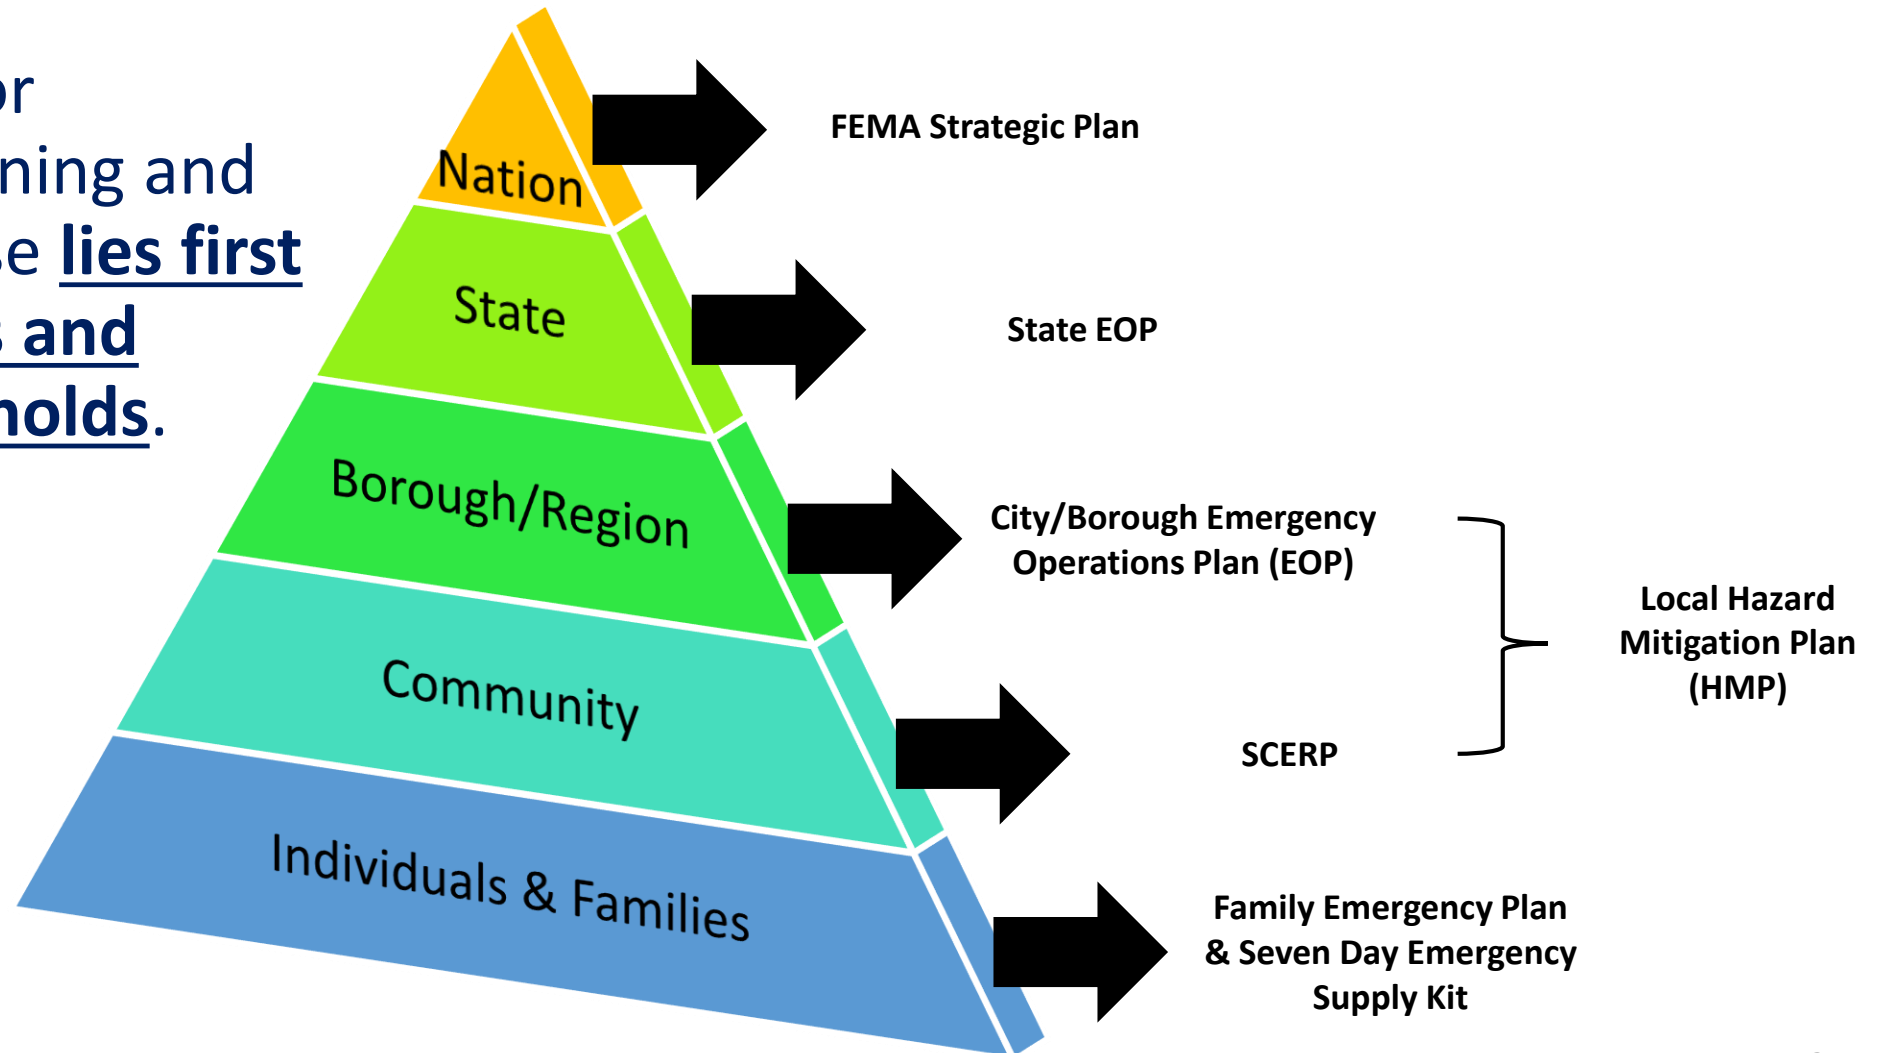 or
ning and
se lies first
s and
holds.
Nation
FEMA Strategic Plan
State
State EOP
Borough/Region
City/Borough Emergency
Operations Plan (EOP)
Local Hazard
Mitigation Plan
(HMP)
Community
SCERP
Individuals & Families
Family Emergency Plan
& Seven Day Emergency
Supply Kit